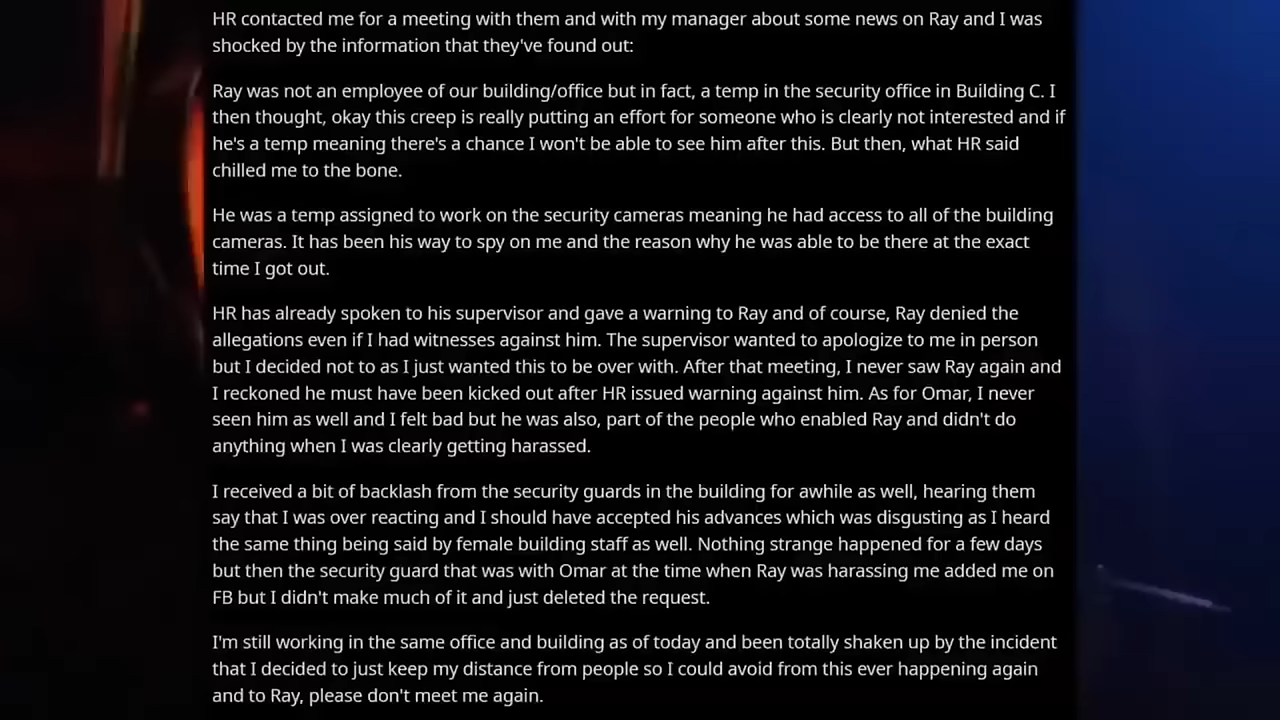 HR contacted me for a meeting with them and with my manager about some news on Ray and I was
shocked by the information that they've found out:
Ray was not an employee of our building/office but in fact, a temp in the security office in Building C. I
then thought, okay this creep is really putting an effort for someone who is clearly not interested and if
he's a temp meaning there's a chance I won't be able to see him after this. But then, what HR said
chilled me to the bone.
He was a temp assigned to work on the security cameras meaning he had access to all of the building
cameras. It has been his way to spy on me and the reason why he was able to be there at the exact
time I got out.
HR has already spoken to his supervisor and gave a warning to Ray and of course, Ray denied the
allegations even if I had witnesses against him. The supervisor wanted to apologize to me in person
but I decided not to as I just wanted this to be over with. After that meeting, I never saw Ray again and
I reckoned he must have been kicked out after HR issued warning against him. As for Omar, I never
seen him as well and I felt bad but he was also, part of the people who enabled Ray and didn't do
anything when I was clearly getting harassed.
I received a bit of backlash from the security guards in the building for awhile as well, hearing them
say that I was over reacting and I should have accepted his advances which was disgusting as I heard
the same thing being said by female building staff as well. Nothing strange happened for a few days
but then the security guard that was with Omar at the time when Ray was harassing me added me on
FB but I didn't make much of it and just deleted the request.
I'm still working in the same office and building as of today and been totally shaken up by the incident
that I decided to just keep my distance from people so I could avoid from this ever happening again
and to Ray, please don't meet me again.